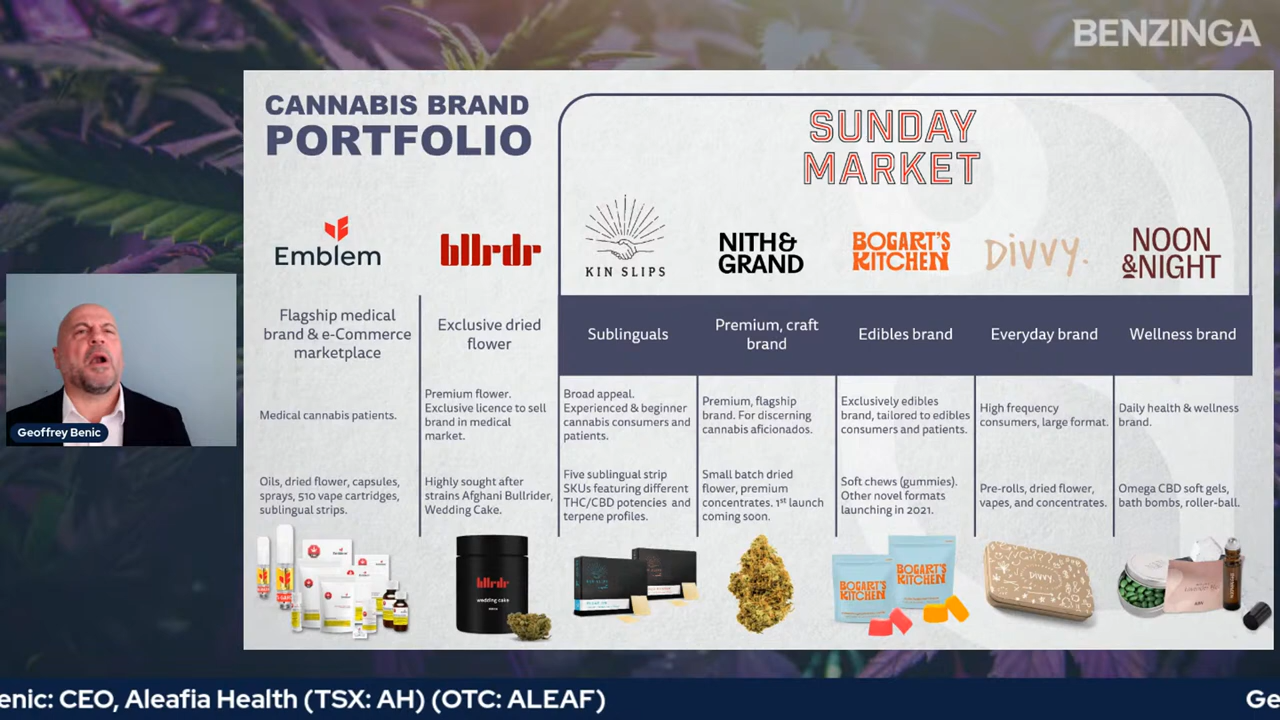 BENZINGA
CANNABIS BRAND
PORTFOLIO
SUNDAY
MARKET
Emblem
bllrdr
KIN SLIPS
NITH&
GRAND
BOGART'S
KITCHEN
DiVVY.
NOON
&NIGHT
Flagship medical
brand & e-Commerce
marketplace
Exclusive dried
flower
Sublinguals
Premium, craft
brand
Edibles brand
Everyday brand
Wellness brand
Medical cannabis patients.
Premium flower.
Exclusive licence to sell
brand in medical
market.
Broad appeal.
Experienced & beginner
cannabis consumers and
patients.
Premium, flagship
brand. For discerning
cannabis aficionados.
Exclusively edibles
brand, tailored to edibles
consumers and patients.
High frequency
consumers, large format.
Daily health & wellness
brand.
Oils, dried flower, capsules,
sprays, 510 vape cartridges,
sublingual strips.
Highly sought after
strains Afghani Bullrider,
Wedding Cake.
Five sublingual strip
SKUs featuring different
THC/CBD potencies and
terpene profiles.
Small batch dried
flower, premium
concentrates. 1st launch
coming soon.
Soft chews (gummies).
Other novel formats
launching in 2021.
Pre-rolls, dried flower,
vapes, and concentrates.
Omega CBD soft gels,
bath bombs, roller-ball.
bllrdr
wedding cake
KIN SLIPS
BOGART'S
KITCHEN
BOGART'S
KITCHEN
DIVVY
Geoffrey Benic
enic: CEO, Aleafia Health (TSX: AH) (OTC: ALEAF)
Ge